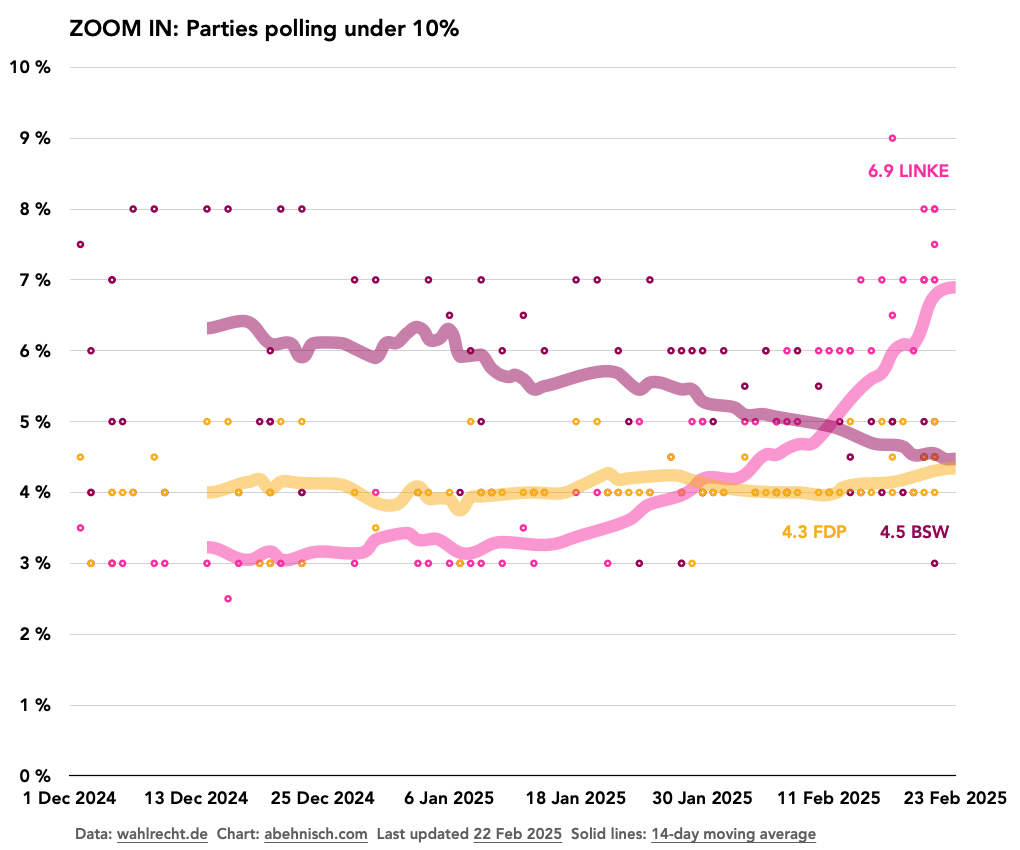 ZOOM IN: Parties polling under 10%
10 %
9 %
6.9 LINKE
8 %
7 %
6 %
5 %
4 %
4.3 FDP 4.5 BSW
3 %
2 %
1 %
0 %
1 Dec 2024 13 Dec 2024 25 Dec 2024 6 Jan 2025 18 Jan 2025 30 Jan 2025 11 Feb 2025 23 Feb 2025
Data: wahlrecht.de Chart: abehnisch.com Last updated 22 Feb 2025 Solid lines: 14-day moving average